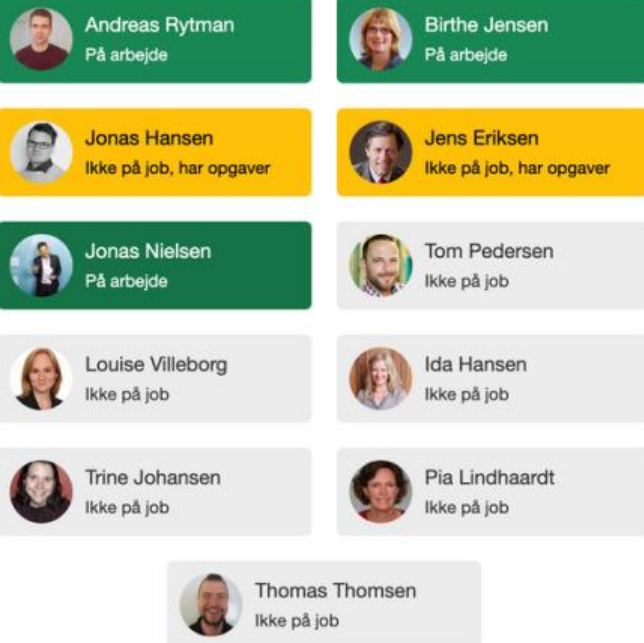 Andreas Rytman
På arbejde
Birthe Jensen
På arbejde
Jonas Hansen
Ikke på job, har opgaver
Jens Eriksen
Ikke på job, har opgaver
Jonas Nielsen
På arbejde
Tom Pedersen
Ikke på job
Louise Villeborg
Ikke på job
Ida Hansen
Ikke på job
Trine Johansen
Ikke på job
Pia Lindhaardt
Ikke på job
Thomas Thomsen
Ikke på job